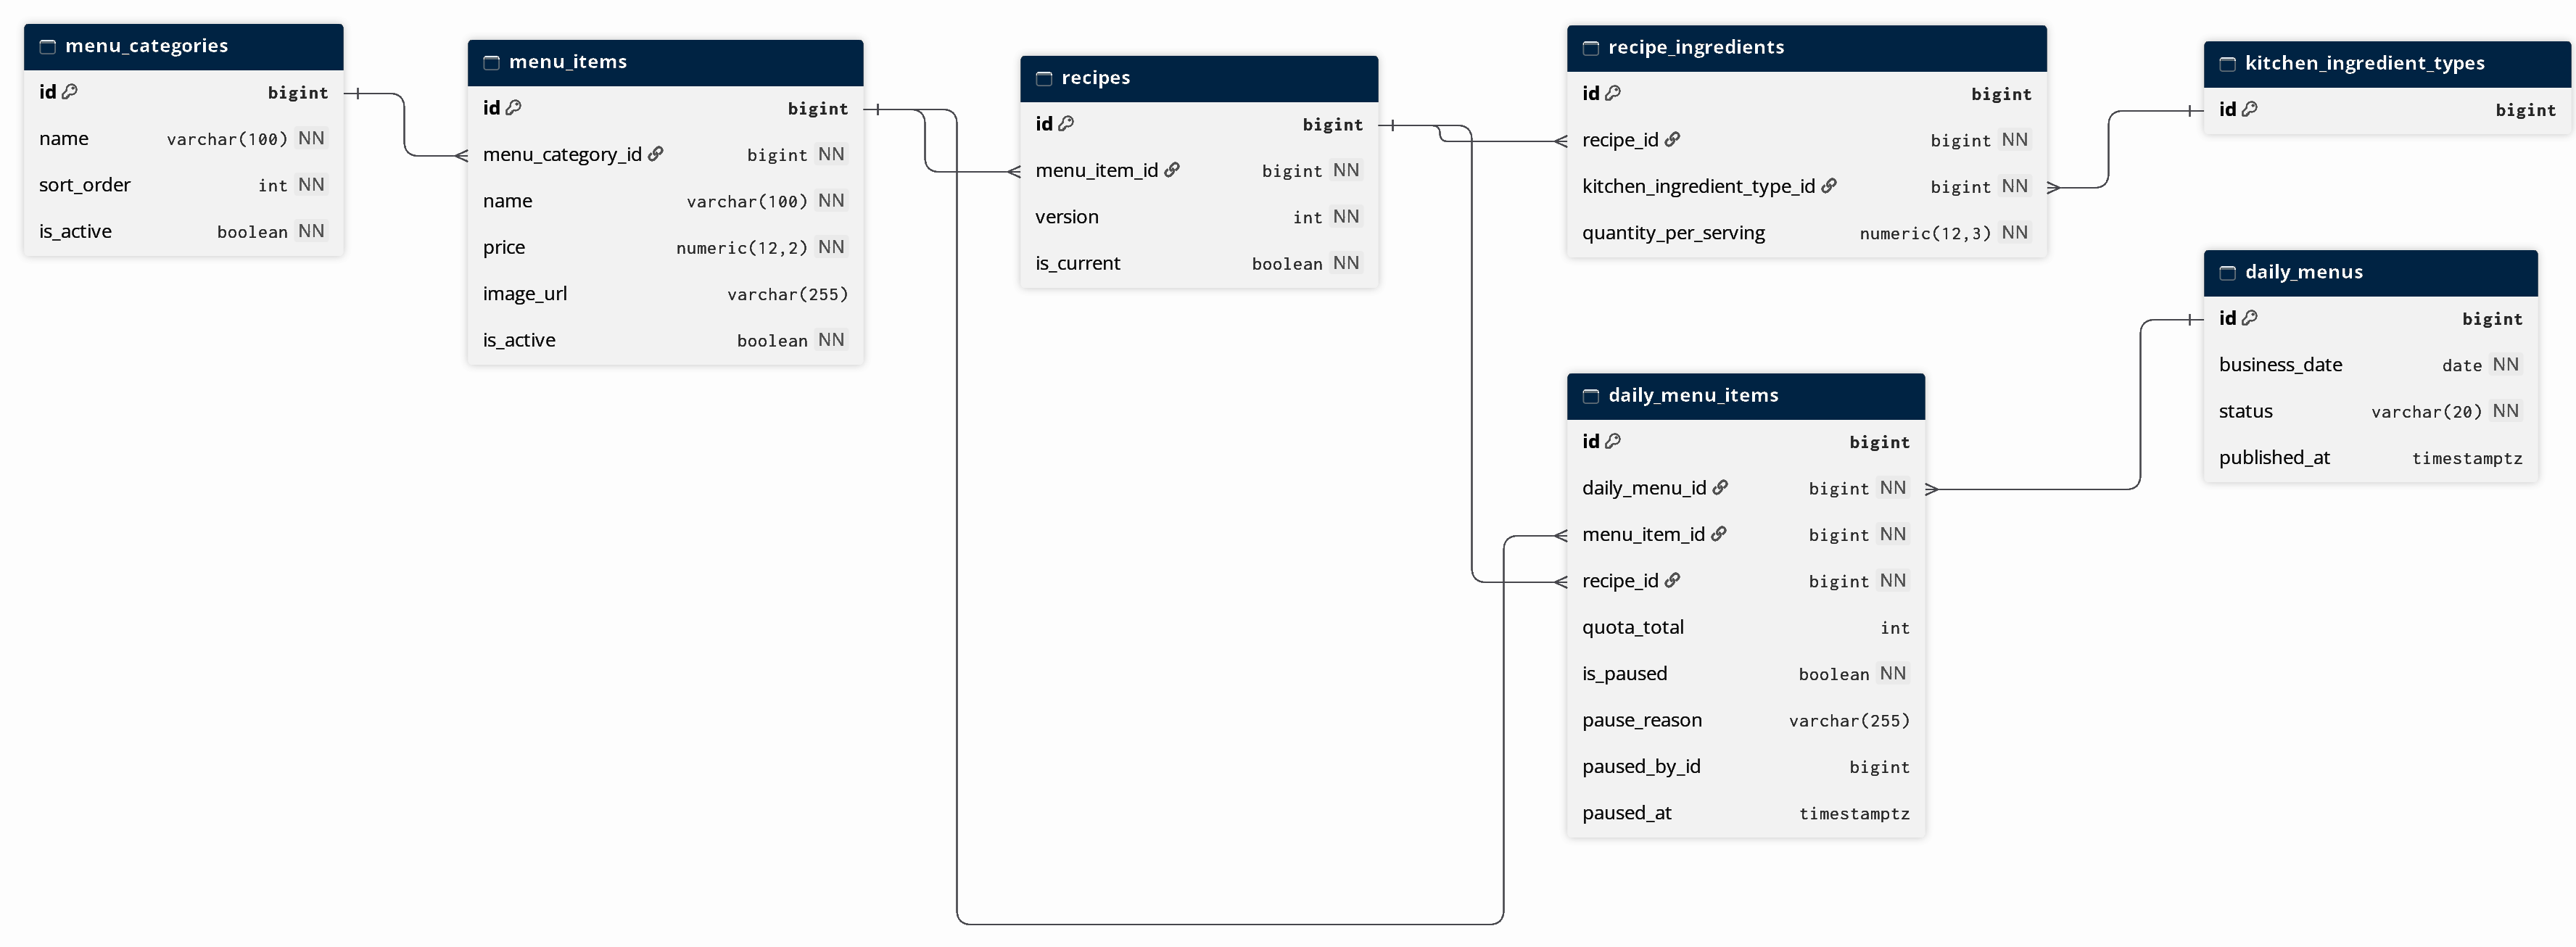 menu_categories
id bigint
name varchar(100) NN
sort_order int NN
is_active boolean NN
menu_items
id bigint
menu_category_id bigint NN
name varchar(100) NN
price numeric(12,2) NN
image_url varchar(255)
is_active boolean NN
recipes
id bigint
menu_item_id bigint NN
version int NN
is_current boolean NN
recipe_ingredients
id bigint
recipe_id bigint NN
kitchen_ingredient_type_id bigint NN
quantity_per_serving numeric(12,3) NN
kitchen_ingredient_types
id bigint
daily_menus
id bigint
business_date date NN
status varchar(20) NN
published_at timestamptz
daily_menu_items
id bigint
daily_menu_id bigint NN
menu_item_id bigint NN
recipe_id bigint NN
quota_total int
is_paused boolean NN
pause_reason varchar(255)
paused_by_id bigint
paused_at timestamptz